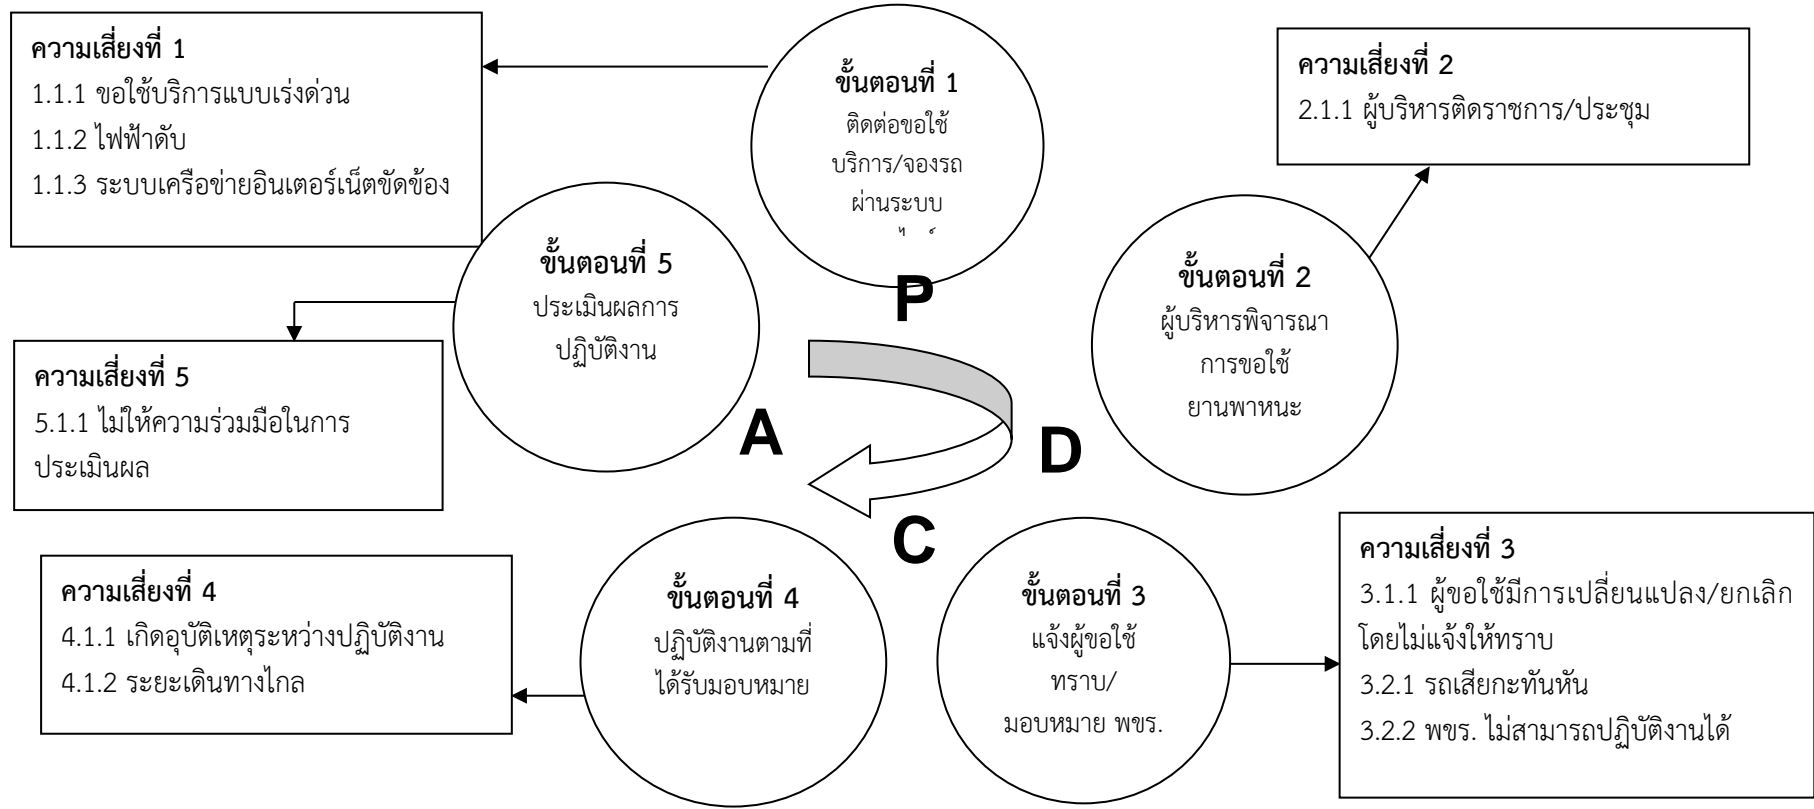 ความเสี่ยงที่ 1
1.1.1 ขอใช้บริการแบบเร่งด่วน
1.1.2 ไฟฟ้าดับ
1.1.3 ระบบเครือข่ายอินเตอร์เน็ตขัดข้อง
ขั้นตอนที่ 1
ติดต่อขอใช้
บริการ/จองรถ
ผ่านระบบ
ความเสี่ยงที่ 2
2.1.1 ผู้บริหารติดราชการ/ประชุม
ขั้นตอนที่ 5
ประเมินผลการ
ปฏิบัติงาน
P
ขั้นตอนที่ 2
ผู้บริหารพิจารณา
การขอใช้
ยานพาหนะ
ความเสี่ยงที่ 5
5.1.1 ไม่ให้ความร่วมมือในการ
ประเมินผล
A
D
C
ความเสี่ยงที่ 4
4.1.1 เกิดอุบัติเหตุระหว่างปฏิบัติงาน
4.1.2 ระยะเดินทางไกล
ขั้นตอนที่ 4
ปฏิบัติงานตามที่
ได้รับมอบหมาย
ขั้นตอนที่ 3
แจ้งผู้ขอใช้
ทราบ/
มอบหมาย พขร.
ความเสี่ยงที่ 3
3.1.1 ผู้ขอใช้มีการเปลี่ยนแปลง/ยกเลิก
โดยไม่แจ้งให้ทราบ
3.2.1 รถเสียกะทันหัน
3.2.2 พขร. ไม่สามารถปฏิบัติงานได้